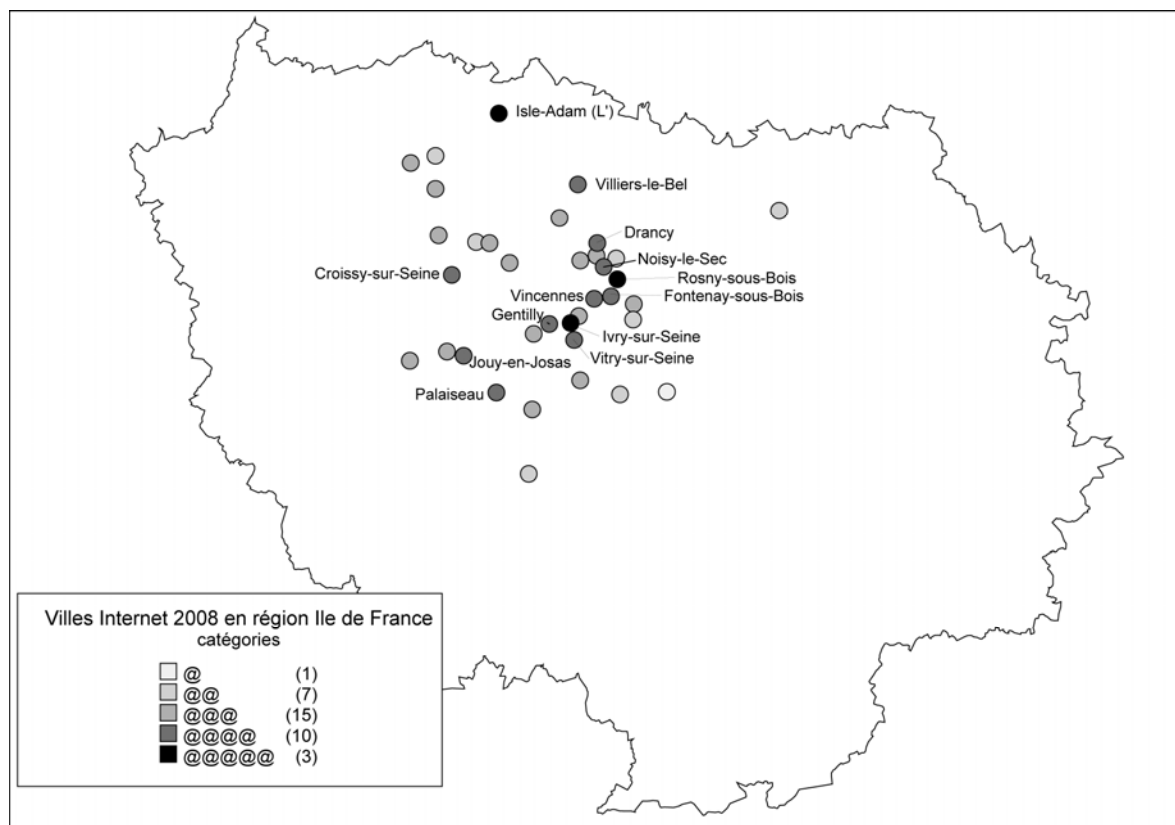 Isle-Adam (L')
Villiers-le-Bel
Drancy
Noisy-le-Sec
Croissy-sur-Seine
Rosny-sous-Bois
Vincennes
Fontenay-sous-Bois
Gentilly
Ivry-sur-Seine
Vitry-sur-Seine
Jouy-en-Josas
Palaiseau
Villes Internet 2008 en région Ile de France
catégories
@ (1)
@@ (7)
@@@ (15)
@@@@ (10)
@@@@@ (3)